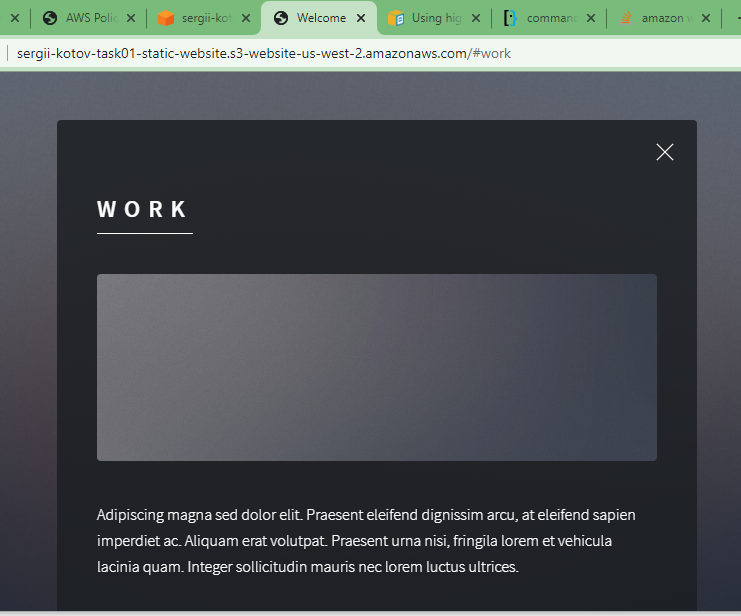 AWS Polic
sergii-kot
Welcome
Using hig
command
amazon w
sergii-kotov-task01-static-website.s3-website-us-west-2.amazonaws.com/#work
WORK
Adipiscing magna sed dolor elit. Praesent eleifend dignissim arcu, at eleifend sapien
imperdiet ac. Aliquam erat volutpat. Praesent urna nisi, fringila lorem et vehicula
lacinia quam. Integer sollicitudin mauris nec lorem luctus ultrices.